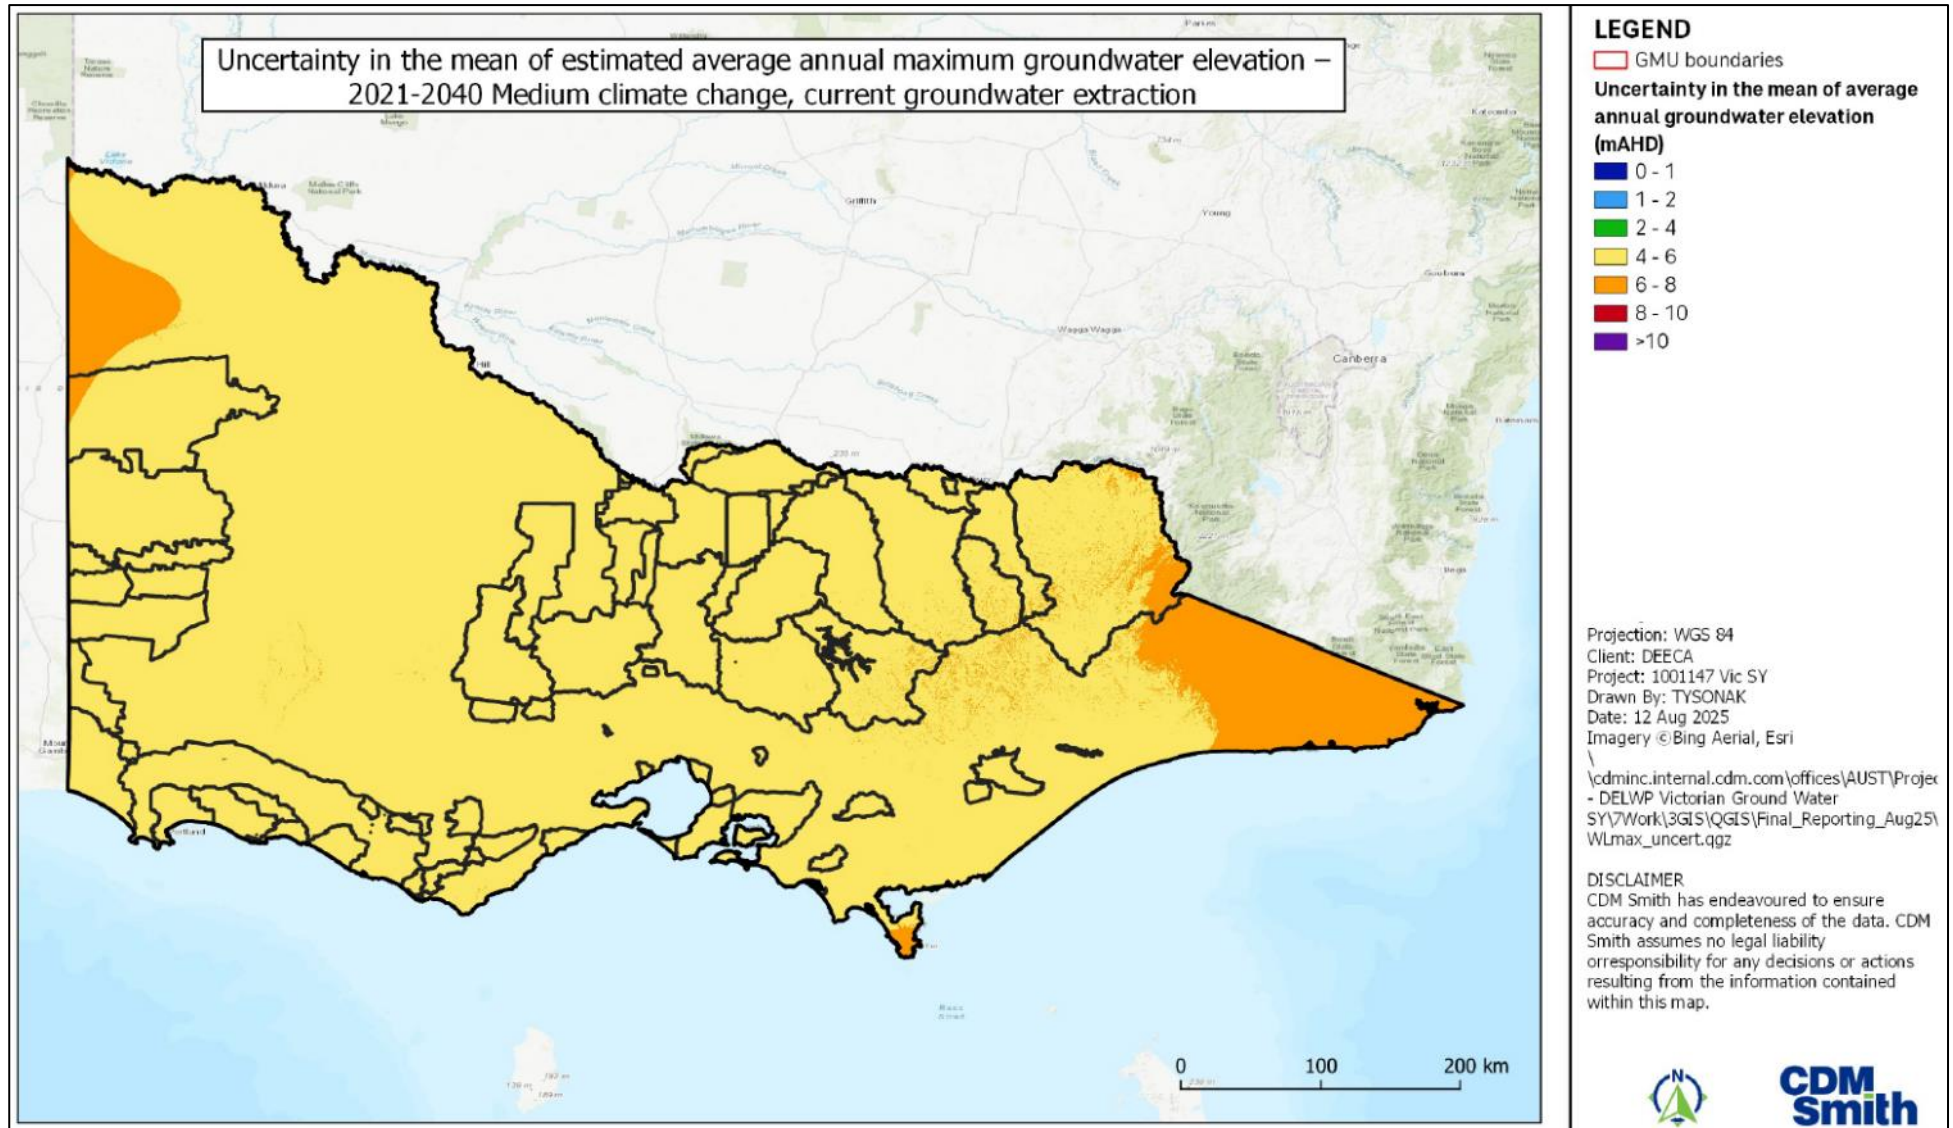 Uncertainty in the mean of estimated average annual maximum groundwater elevation –
2021-2040 Medium climate change, current groundwater extraction
Griffith
Young
Goulburn
Wagga Wagga
Canberra
Bega
LEGEND
GMU boundaries
Uncertainty in the mean of average
annual groundwater elevation
(mAHD)
0 - 1
1 - 2
2 - 4
4 - 6
6 - 8
8 - 10
>10
Projection: WGS 84
Client: DEECA
Project: 1001147 Vic SY
Drawn By: TYSONAK
Date: 12 Aug 2025
Imagery ©Bing Aerial, Esri
\
\cdminc.internal.cdm.com\offices\AUST\Projec
- DELWP Victorian Ground Water
SY\7Work\3GIS\QGIS\Final_Reporting_Aug25\
WLmax_uncert.qgz
DISCLAIMER
CDM Smith has endeavoured to ensure
accuracy and completeness of the data. CDM
Smith assumes no legal liability
orresponsibility for any decisions or actions
resulting from the information contained
within this map.
0 100 200 km
N
CDM
Smith